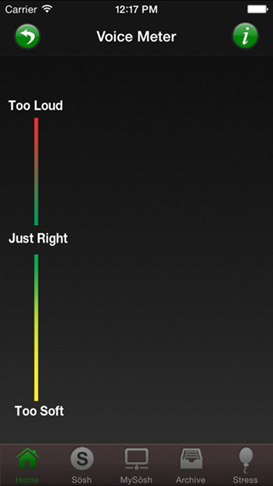 Carrier 12:17 PM
Voice Meter
i
Too Loud
Just Right
Too Soft
S
Home Sösh MySösh Archive Stress